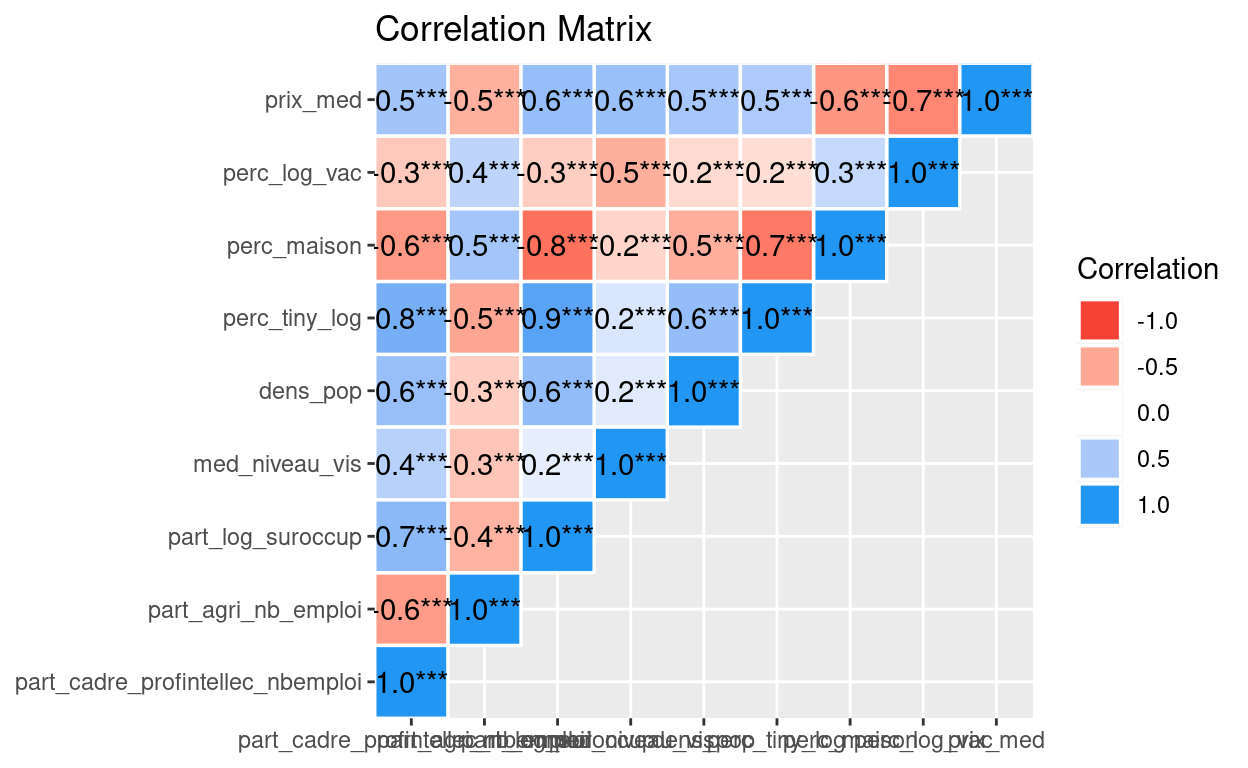 Correlation Matrix
prix_med 0.5*** -0.5*** 0.6*** 0.6*** 0.5*** 0.5*** -0.6*** -0.7*** 1.0***
perc_log_vac -0.3*** 0.4*** -0.3*** -0.5*** -0.2*** -0.2*** 0.3*** 1.0***
perc_maison -0.6*** 0.5*** -0.8*** -0.2*** -0.5*** -0.7*** 1.0***
perc_tiny_log 0.8*** -0.5*** 0.9*** 0.2*** 0.6*** 1.0***
dens_pop 0.6*** -0.3*** 0.6*** 0.2*** 1.0***
med_niveau_vis 0.4*** -0.3*** 0.2*** 1.0***
part_log_suroccup 0.7*** -0.4*** 1.0***
part_agri_nb_emploi -0.6*** 1.0***
part_cadre_profintellec_nbemploi 1.0***
Correlation
-1.0
-0.5
0.0
0.5
1.0